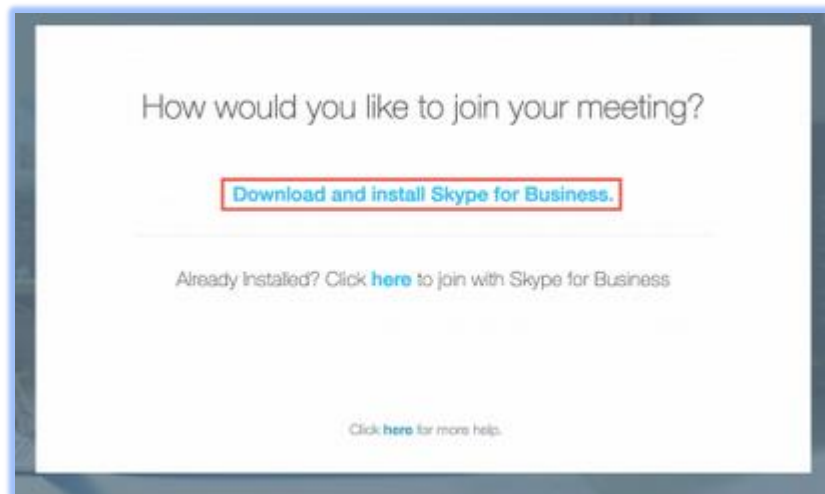 How would you like to join your meeting?
Download and install Skype for Business.
Already Installed? Click here to join with Skype for Business
Click here for more help.